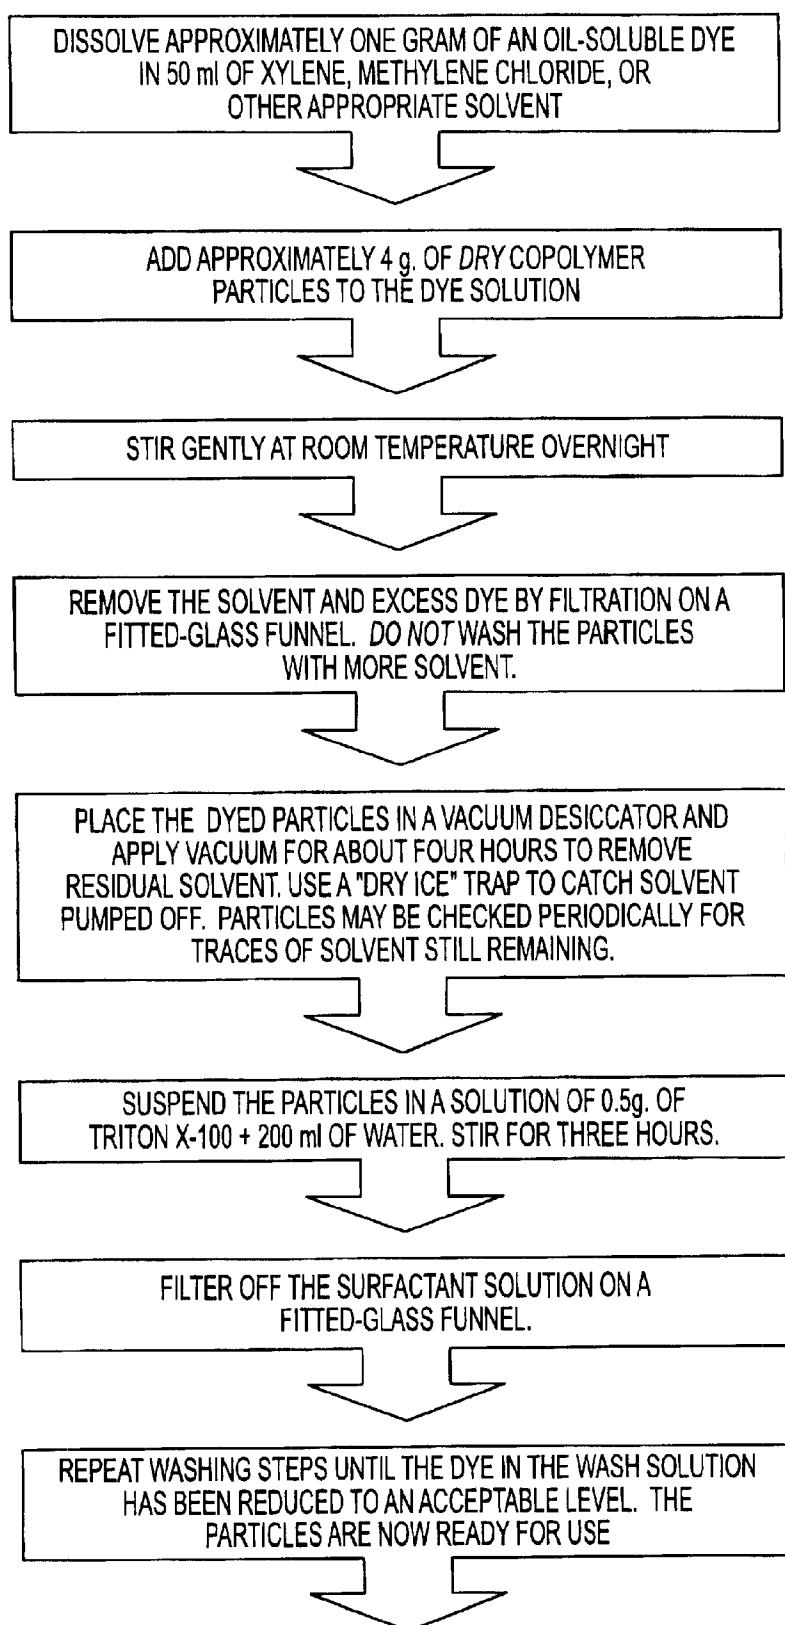 DISSOLVE APPROXIMATELY ONE GRAM OF AN OIL-SOLUBLE DYE
IN 50 ml OF XYLENE, METHYLENE CHLORIDE, OR
OTHER APPROPRIATE SOLVENT
ADD APPROXIMATELY 4 g. OF DRY COPOLYMER
PARTICLES TO THE DYE SOLUTION
STIR GENTLY AT ROOM TEMPERATURE OVERNIGHT
REMOVE THE SOLVENT AND EXCESS DYE BY FILTRATION ON A
FITTED-GLASS FUNNEL. DO NOT WASH THE PARTICLES
WITH MORE SOLVENT.
PLACE THE DYED PARTICLES IN A VACUUM DESICCATOR AND
APPLY VACUUM FOR ABOUT FOUR HOURS TO REMOVE
RESIDUAL SOLVENT. USE A "DRY ICE" TRAP TO CATCH SOLVENT
PUMPED OFF. PARTICLES MAY BE CHECKED PERIODICALLY FOR
TRACES OF SOLVENT STILL REMAINING.
SUSPEND THE PARTICLES IN A SOLUTION OF 0.5g. OF
TRITON X-100 + 200 ml OF WATER. STIR FOR THREE HOURS.
FILTER OFF THE SURFACTANT SOLUTION ON A
FITTED-GLASS FUNNEL.
REPEAT WASHING STEPS UNTIL THE DYE IN THE WASH SOLUTION
HAS BEEN REDUCED TO AN ACCEPTABLE LEVEL. THE
PARTICLES ARE NOW READY FOR USE